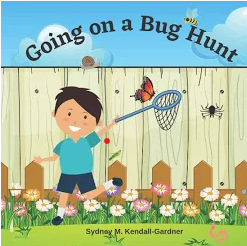 Going on a Bug Hunt
Sydney M. Kendall-Gardner